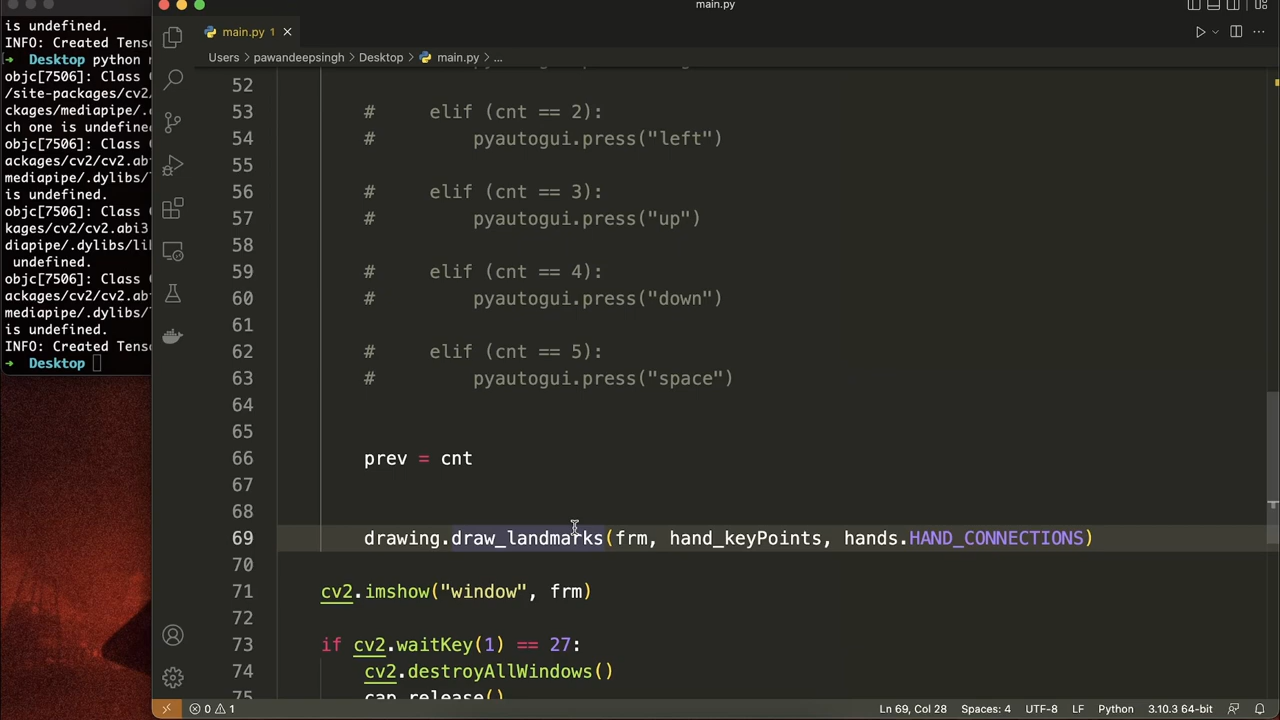 main.py
is undefined.
INFO: Created Tens
→ Desktop python
objc[7506]: Class
/site-packages/cv2/
ckages/mediapipe/.
ch one is undefined
objc[7506]: Class
ackages/cv2/cv2.ab
mediapipe/.dylibs/
is undefined.
objc[7506]: Class
kages/cv2/cv2.abi3
diapipe/.dylibs/li
undefined.
objc[7506]: Class
ackages/cv2/cv2.ab
mediapipe/.dylibs/
is undefined.
INFO: Created Tens
→ Desktop
main.py 1
Users > pawandeepsingh > Desktop > main.py > ...
52
53 # elif (cnt == 2):
54 # pyautogui.press("left")
55
56 # elif (cnt == 3):
57 # pyautogui.press("up")
58
59 # elif (cnt == 4):
60 # pyautogui.press("down")
61
62 # elif (cnt == 5):
63 # pyautogui.press("space")
64
65
66 prev = cnt
67
68
69 drawing.draw_landmarks(frm, hand_keyPoints, hands.HAND_CONNECTIONS)
70
71 cv2.imshow("window", frm)
72
73 if cv2.waitKey(1) == 27:
74 cv2.destroyAllWindows()
75 cap.release()
0 1 Ln 69, Col 28 Spaces: 4 UTF-8 LF Python 3.10.3 64-bit